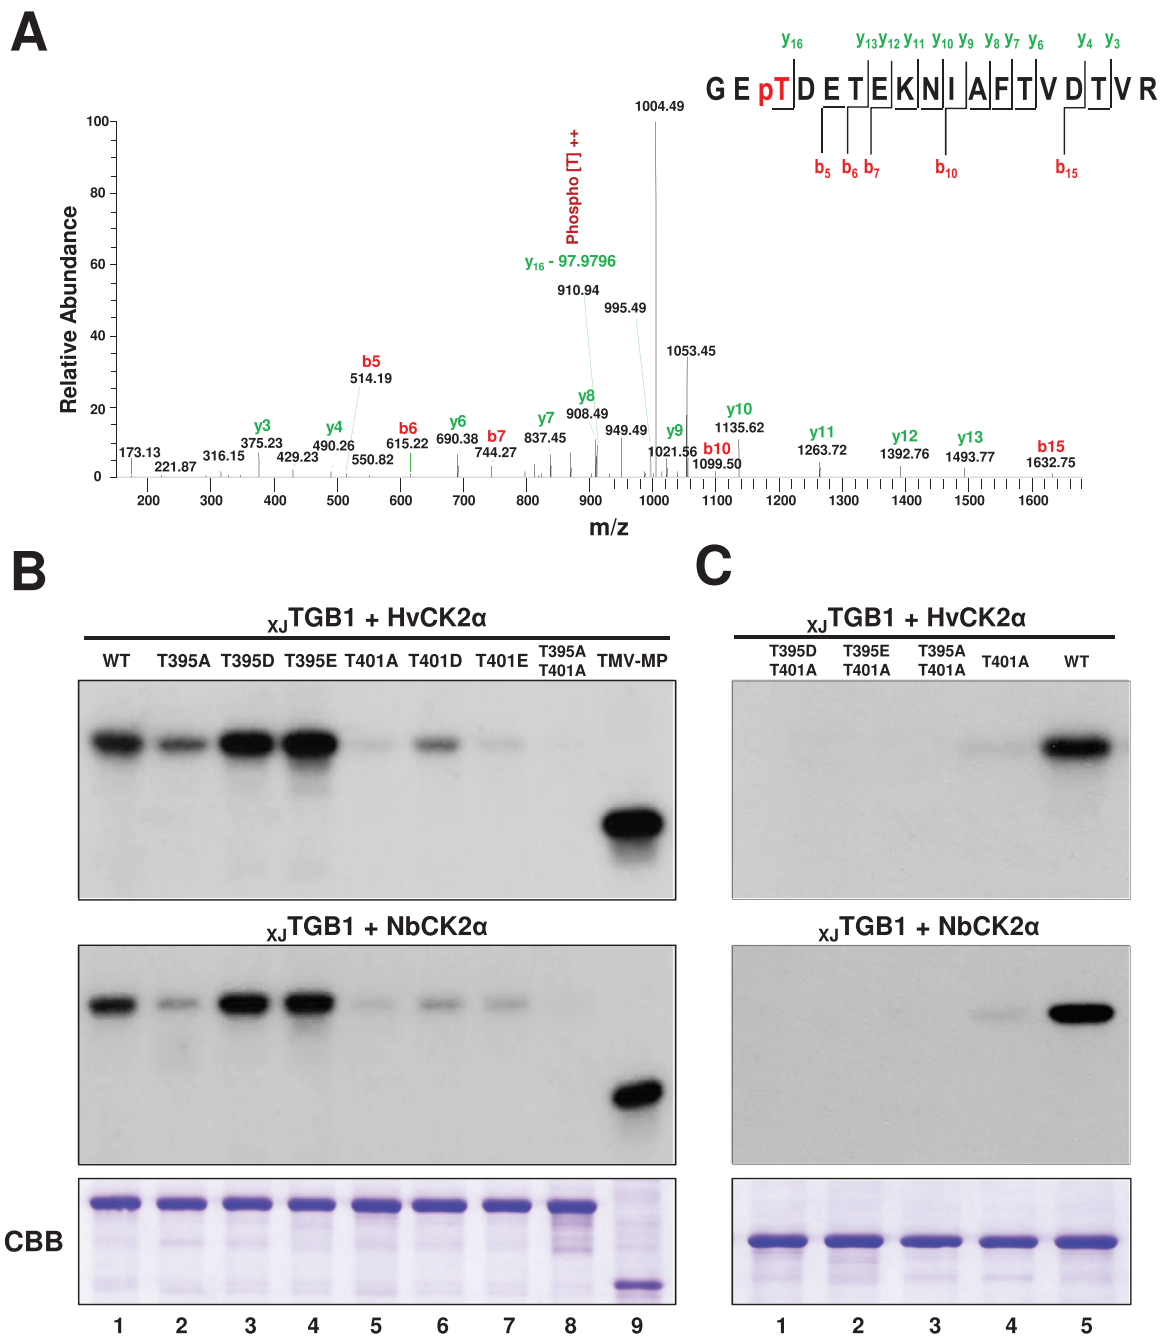 A
y16 y13 y12 y11 y10 y9 y8 y7 y6 y4 y3
G E pT D E T E K N I A F T V D T V R
b5 b6 b7 b10 b15
Relative Abundance
100
80
60
40
20
0
1004.49
Phospho [T] ++
y16 - 97.9796
910.94
995.49
1053.45
b5
514.19
y3
375.23
y4
490.26
b6
615.22
y6
690.38
b7
744.27
y7
837.45
y8
908.49
949.49
y9
1021.56
b10
1099.50
y10
1135.62
y11
1263.72
y12
1392.76
y13
1493.77
b15
1632.75
173.13
221.87
316.15
429.23
550.82
200 300 400 500 600 700 800 900 1000 1100 1200 1300 1400 1500 1600
m/z
B
XJTGB1 + HvCK2α
WT T395A T395D T395E T401A T401D T401E T395A T401A TMV-MP
XJTGB1 + NbCK2α
CBB
1 2 3 4 5 6 7 8 9
C
XJTGB1 + HvCK2α
T395D T395E T395A T401A WT
T401A T401A T401A
XJTGB1 + NbCK2α
1 2 3 4 5